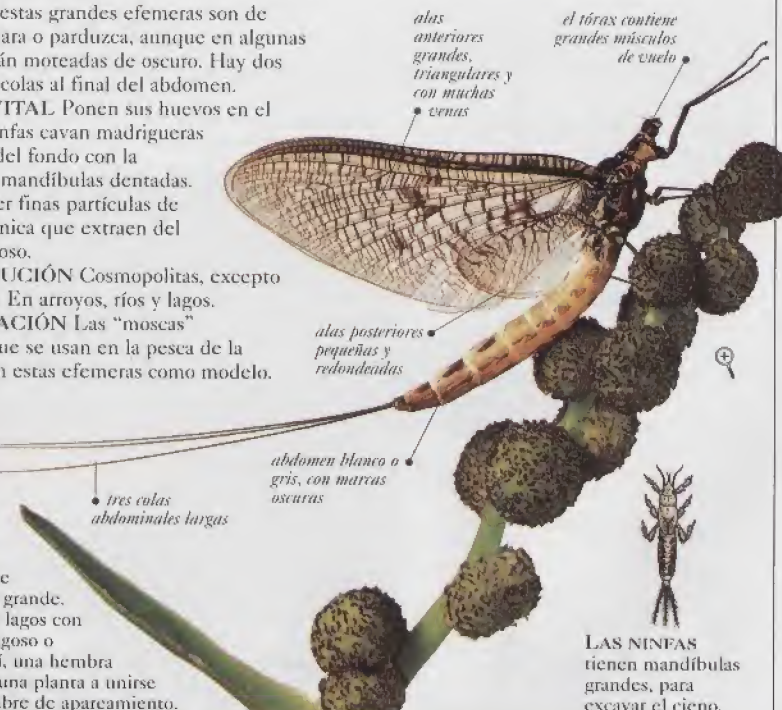 estas grandes efemeras son de
ara o parduzca, aunque en algunas
án moteadas de oscuro. Hay dos
colas al final del abdomen.
VITAL Ponen sus huevos en el
nfas cavan madrigueras
del fondo con la
mandíbulas dentadas.
er finas partículas de
nica que extraen del
oso.
UCIÓN Cosmopolitas, excepto
En arroyos, ríos y lagos.
ACIÓN Las “moscas”
ue se usan en la pesca de la
n estas efemeras como modelo.
alas
anteriores
grandes,
triangulares y
con muchas
venas
el tórax contiene
grandes músculos
de vuelo
alas posteriores
pequeñas y
redondeadas
abdomen blanco o
gris, con marcas
oscuras
tres colas
abdominales largas
e
grande.
lagos con
goso o
í, una hembra
una planta a unirse
bre de apareamiento.
LAS NINFAS
tienen mandíbulas
grandes, para
excavar el cieno.